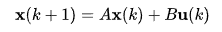 x(k + 1) = Ax(k) + Bu(k)